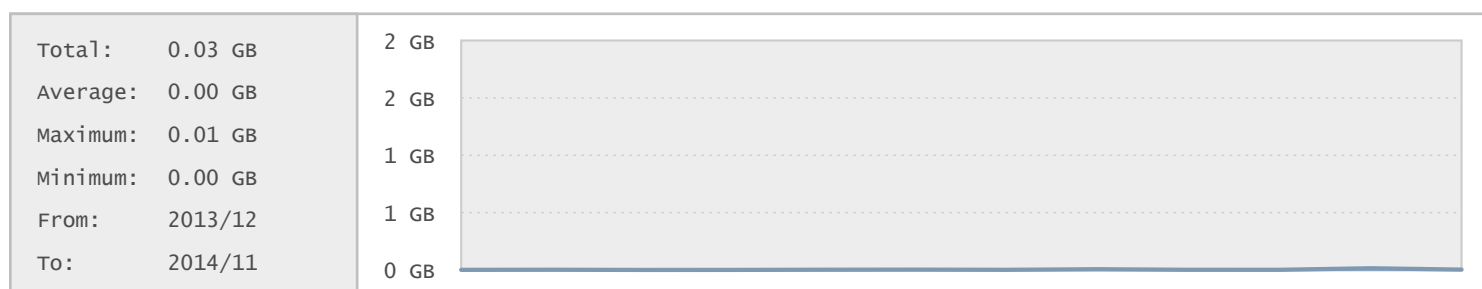 Total: 0.03 GB
Average: 0.00 GB
Maximum: 0.01 GB
Minimum: 0.00 GB
From: 2013/12
To: 2014/11
2 GB
2 GB
1 GB
1 GB
0 GB